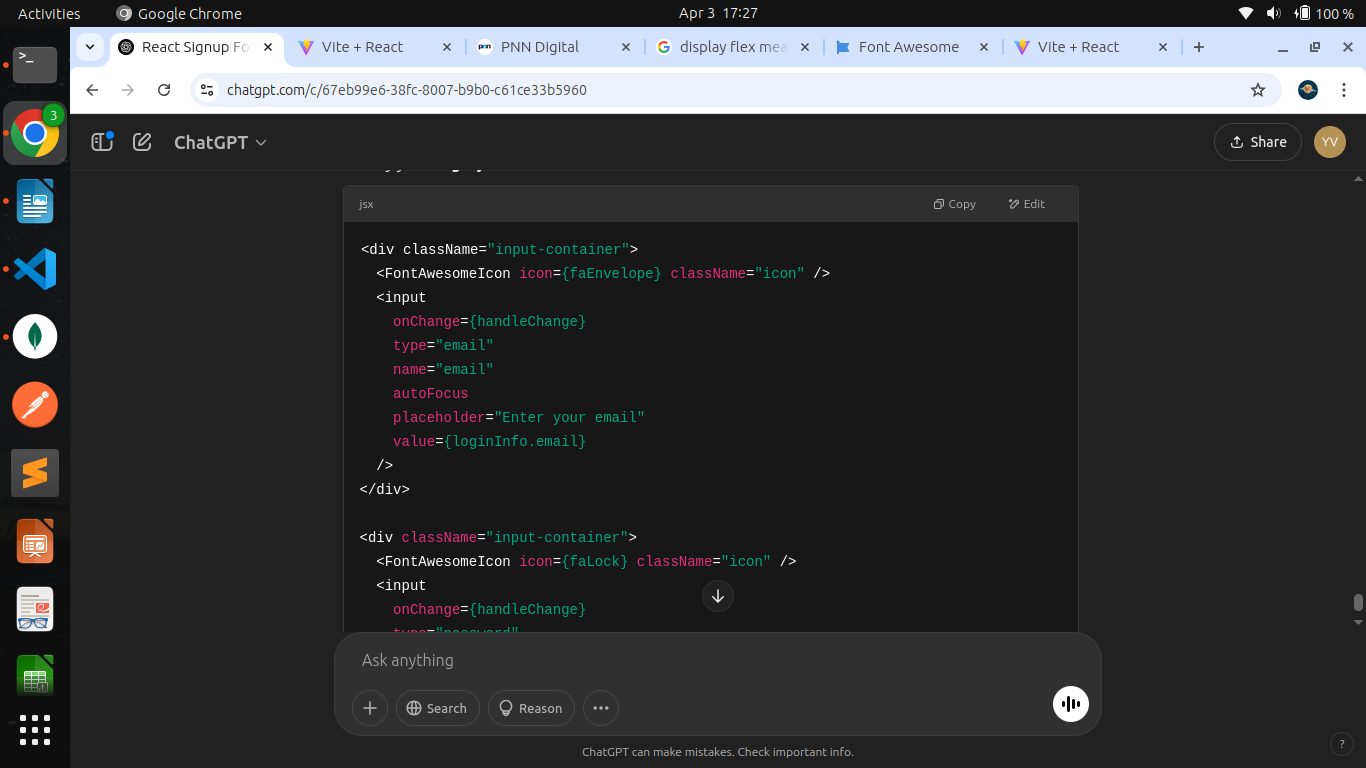 Activities Google Chrome Apr 3 17:27 100 %
React Signup Fo Vite + React PNN Digital display flex mea Font Awesome Vite + React
3
chatgpt.com/c/67eb99e6-38fc-8007-b9b0-c61ce33b5960
ChatGPT Share YV
jsx Copy Edit
<div className="input-container">
  <FontAwesomeIcon icon={faEnvelope} className="icon" />
  <input
    onChange={handleChange}
    type="email"
    name="email"
    autoFocus
    placeholder="Enter your email"
    value={loginInfo.email}
  />
</div>
<div className="input-container">
  <FontAwesomeIcon icon={faLock} className="icon" />
  <input
    onChange={handleChange}
    type="password"
Ask anything
Search Reason
ChatGPT can make mistakes. Check important info.
?